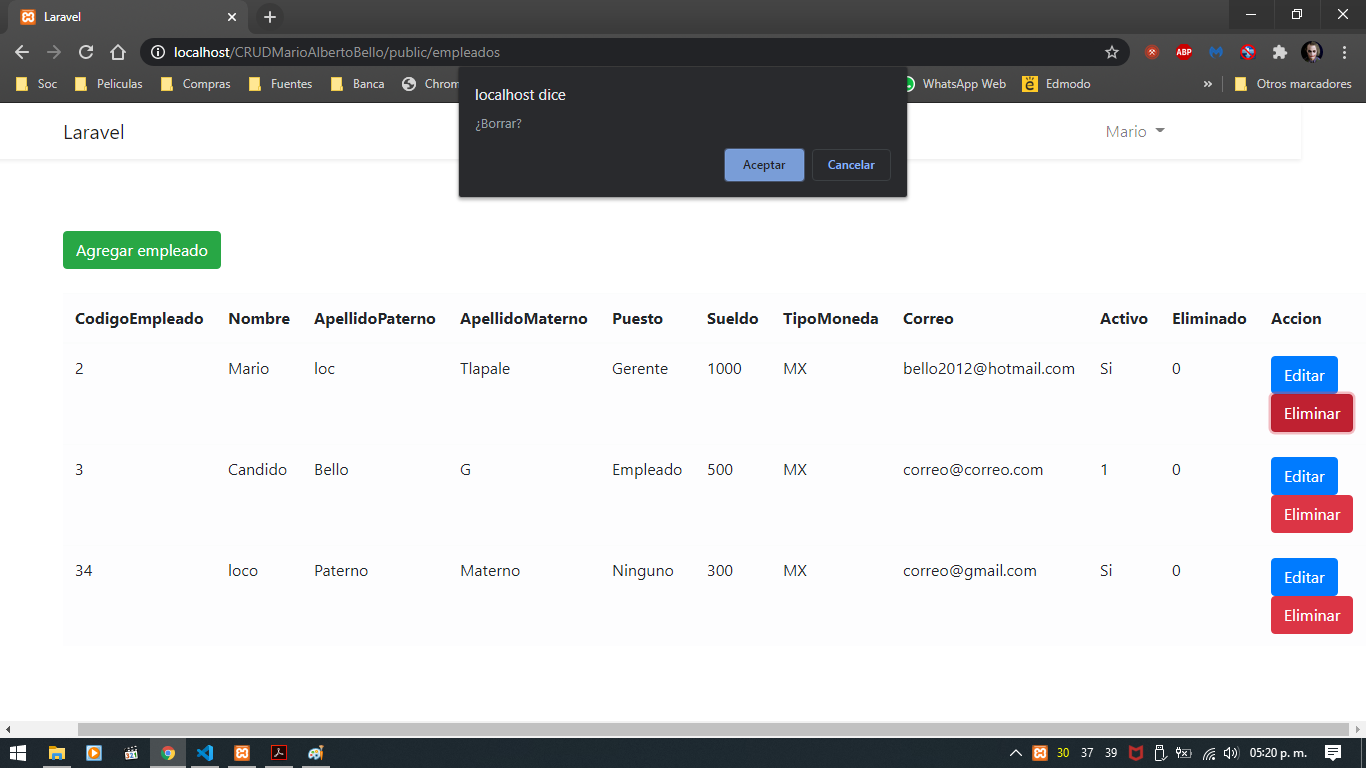 Laravel
localhost/CRUDMarioAlbertoBello/public/empleados
ABP
Soc Peliculas Compras Fuentes Banca Chrom WhatsApp Web Edmodo » Otros marcadores
localhost dice
¿Borrar?
Aceptar Cancelar
Laravel Mario
Agregar empleado
CodigoEmpleado Nombre ApellidoPaterno ApellidoMaterno Puesto Sueldo TipoMoneda Correo Activo Eliminado Accion
2 Mario loc Tlapale Gerente 1000 MX bello2012@hotmail.com Si 0 Editar
Eliminar
3 Candido Bello G Empleado 500 MX correo@correo.com 1 0 Editar
Eliminar
34 loco Paterno Materno Ninguno 300 MX correo@gmail.com Si 0 Editar
Eliminar
30 37 39 05:20 p. m.